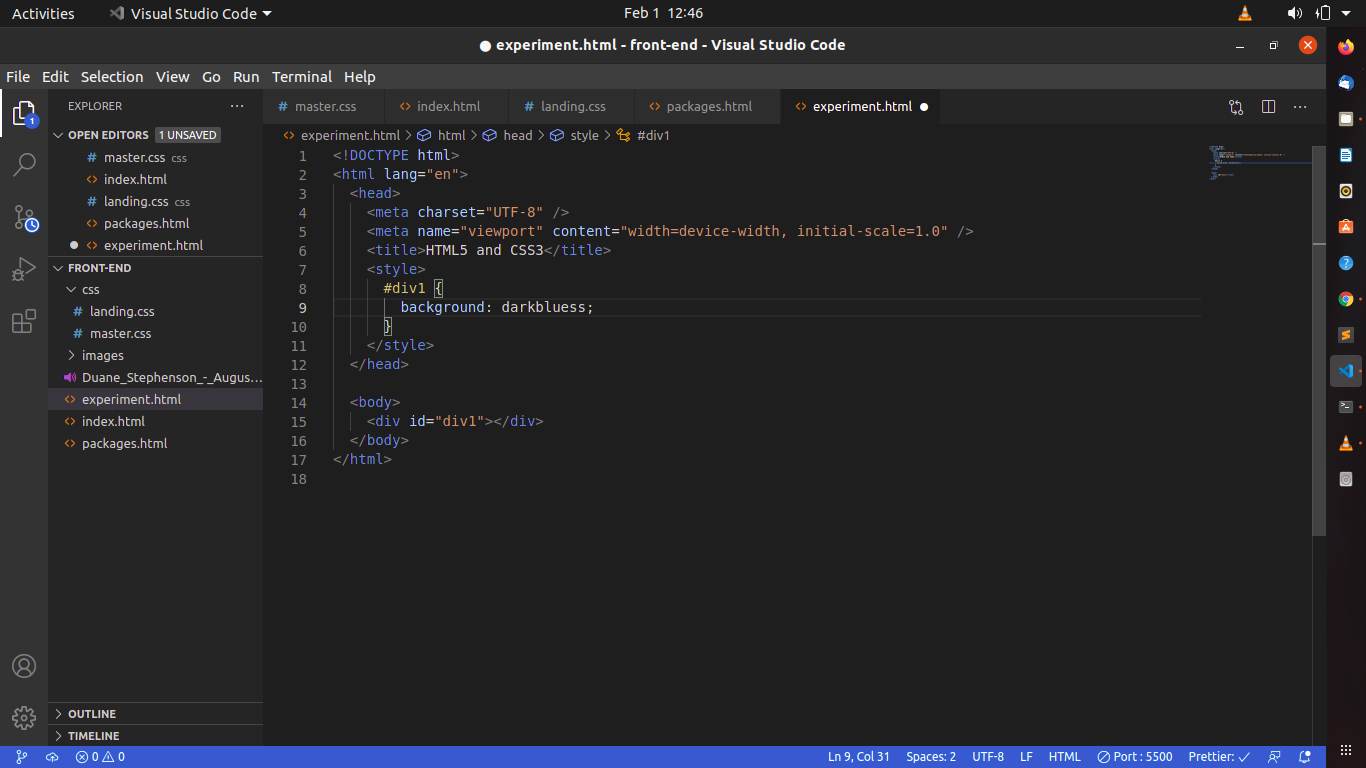 Activities
Visual Studio Code
Feb 1 12:46
experiment.html - front-end - Visual Studio Code
File Edit Selection View Go Run Terminal Help
EXPLORER
OPEN EDITORS 1 UNSAVED
master.css css
index.html
landing.css css
packages.html
experiment.html
FRONT-END
css
landing.css
master.css
images
Duane_Stephenson_-_Augus...
experiment.html
index.html
packages.html
OUTLINE
TIMELINE
1
master.css index.html landing.css packages.html experiment.html
experiment.html > html > head > style > #div1
1 <!DOCTYPE html>
2 <html lang="en">
3 <head>
4 <meta charset="UTF-8" />
5 <meta name="viewport" content="width=device-width, initial-scale=1.0" />
6 <title>HTML5 and CSS3</title>
7 <style>
8 #div1 {
9 background: darkbluess;
10 }
11 </style>
12 </head>
13
14 <body>
15 <div id="div1"></div>
16 </body>
17 </html>
18
0 0
Ln 9, Col 31 Spaces: 2 UTF-8 LF HTML Port : 5500 Prettier: ✓